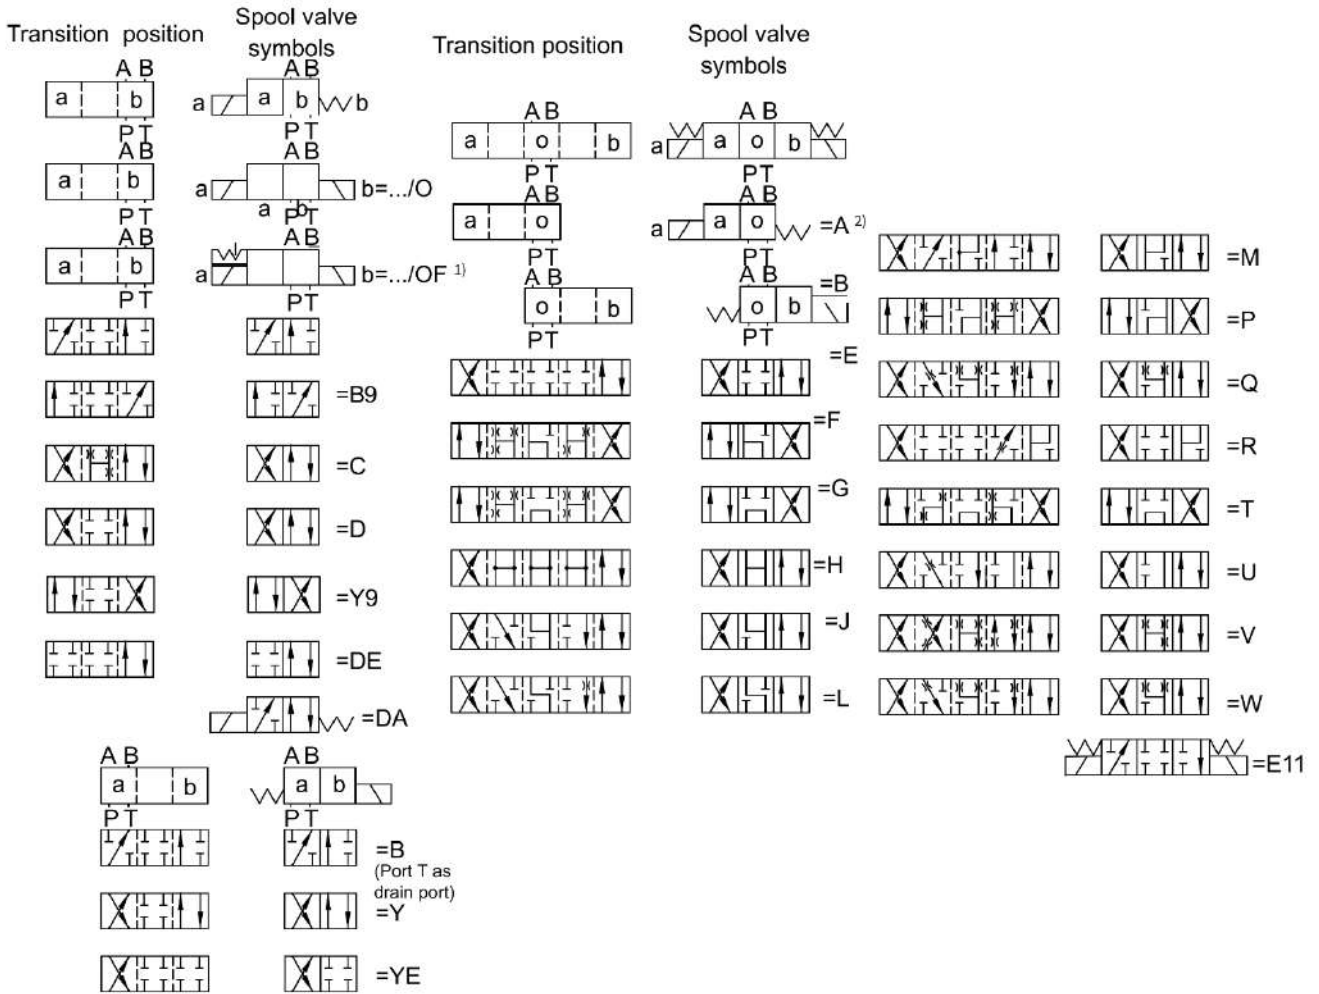 Transition position
Spool valve
symbols
A B
a b
P T
A B
a a b b
P T
A B
a b
P T
A B
a b=.../O
a b
P T
A B
a b
P T
A B
a b=.../OF 1)
P T
=B9
=C
=D
=Y9
=DE
=DA
A B
a b
P T
A B
a b
P T
=B
(Port T as
drain port)
=Y
=YE
Transition position
Spool valve
symbols
A B
a o b
P T
A B
a a o b
P T
A B
a o
P T
A B
a a o =A 2)
P T
A B
o b
P T
A B
o b =B
P T
=E
=F
=G
=H
=J
=L
=M
=P
=Q
=R
=T
=U
=V
=W
=E11